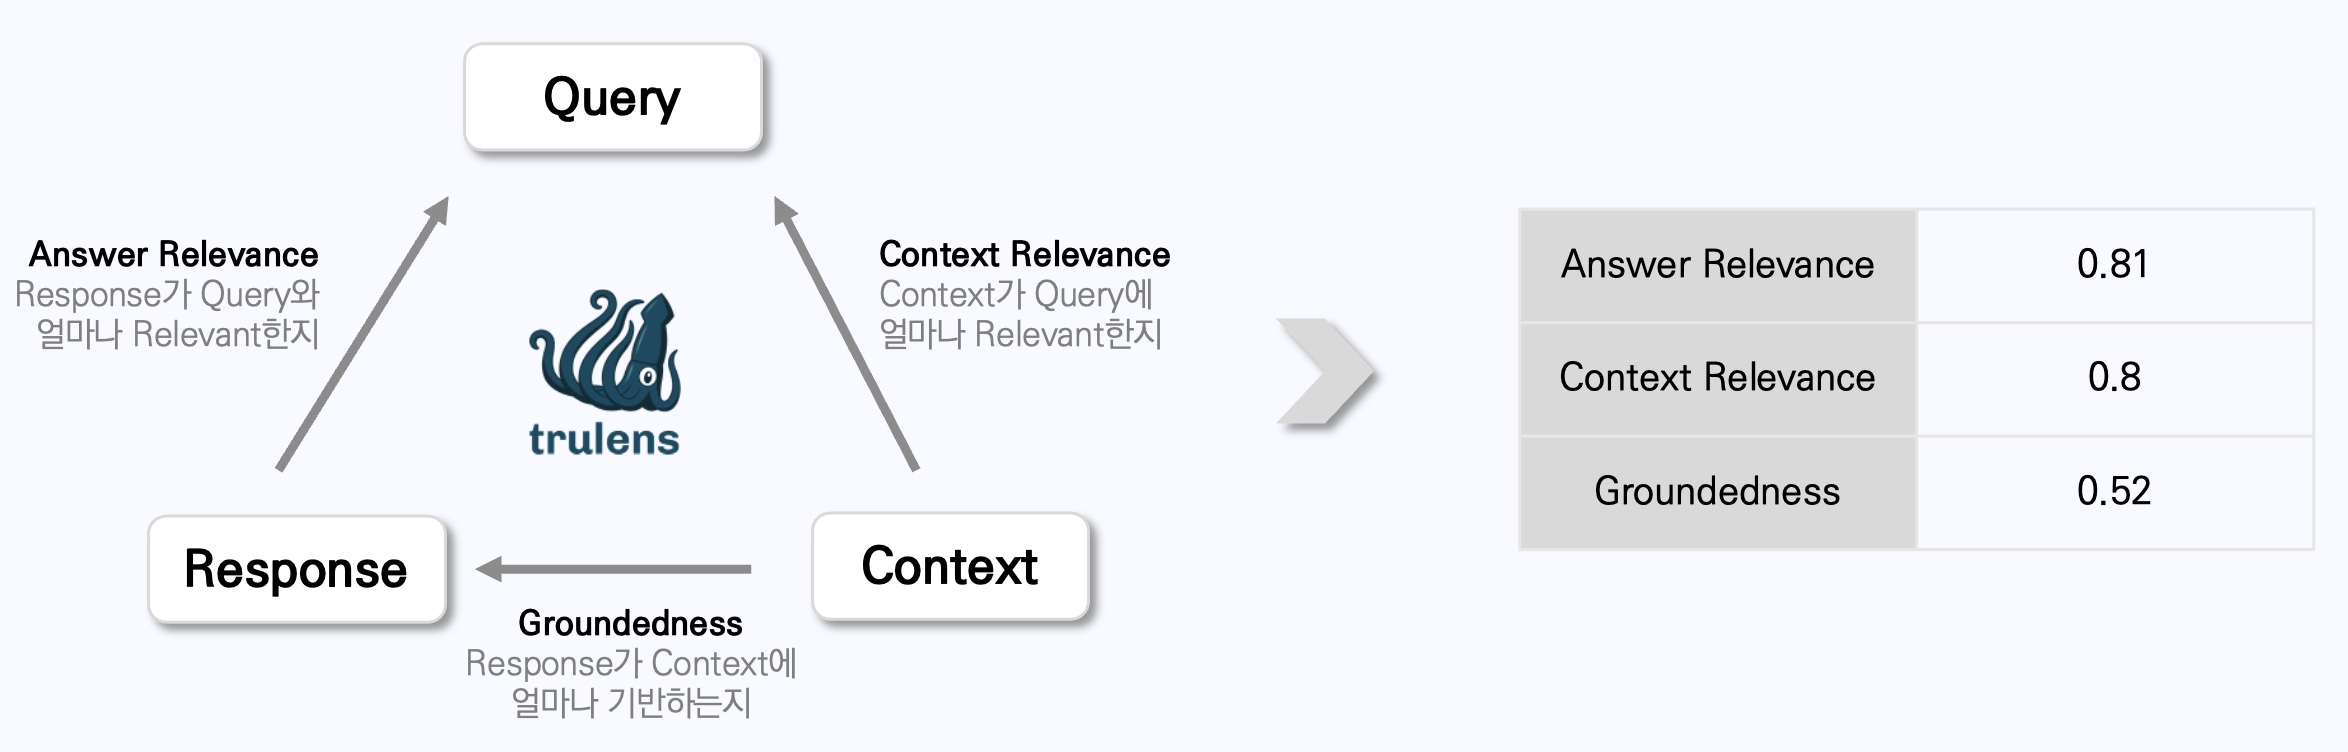 Query
Answer Relevance
Response가 Query와
얼마나 Relevant한지
Context Relevance
Context가 Query에
얼마나 Relevant한지
trulens
Response
Context
Groundedness
Response가 Context에
얼마나 기반하는지
Answer Relevance 0.81
Context Relevance 0.8
Groundedness 0.52